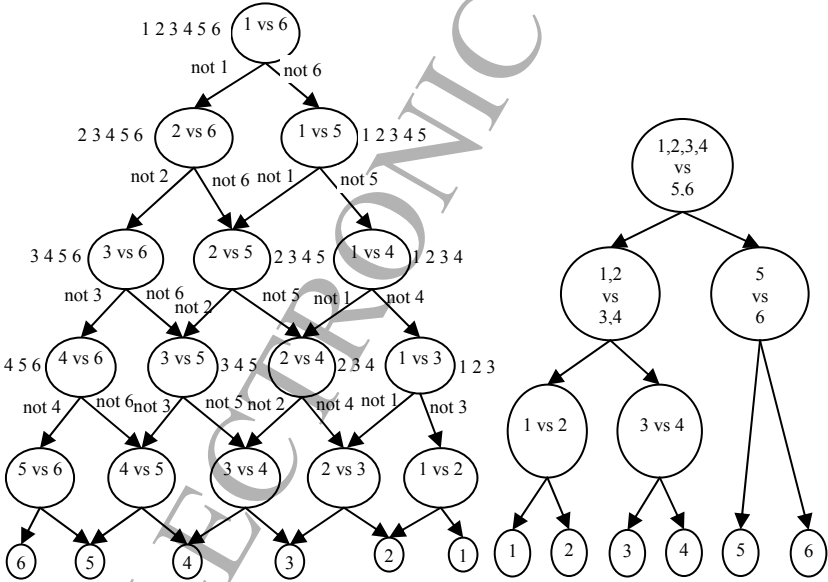 1 2 3 4 5 6
1 vs 6
not 1
not 6
2 3 4 5 6
2 vs 6
1 vs 5
1 2 3 4 5
not 2
not 6
not 1
not 5
3 4 5 6
3 vs 6
2 vs 5
2 3 4 5
1 vs 4
1 2 3 4
not 3
not 6
not 2
not 5
not 1
not 4
4 5 6
4 vs 6
3 vs 5
3 4 5
2 vs 4
2 3 4
1 vs 3
1 2 3
not 4
not 6
not 3
not 5
not 2
not 4
not 1
not 3
5 vs 6
4 vs 5
3 vs 4
2 vs 3
1 vs 2
6
5
4
3
2
1
1,2,3,4
vs
5,6
1,2
vs
3,4
5
vs
6
1 vs 2
3 vs 4
1
2
3
4
5
6
ECTRONIC